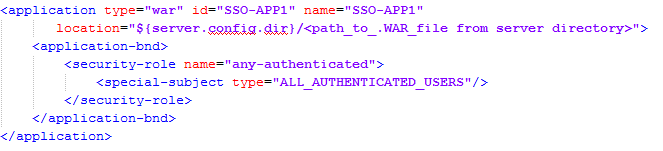 <application type="war" id="SSO-APP1" name="SSO-APP1"
location="${server.config.dir}/<path_to_.WAR_file from server directory>">
<application-bnd>
<security-role name="any-authenticated">
<special-subject type="ALL_AUTHENTICATED_USERS"/>
</security-role>
</application-bnd>
</application>